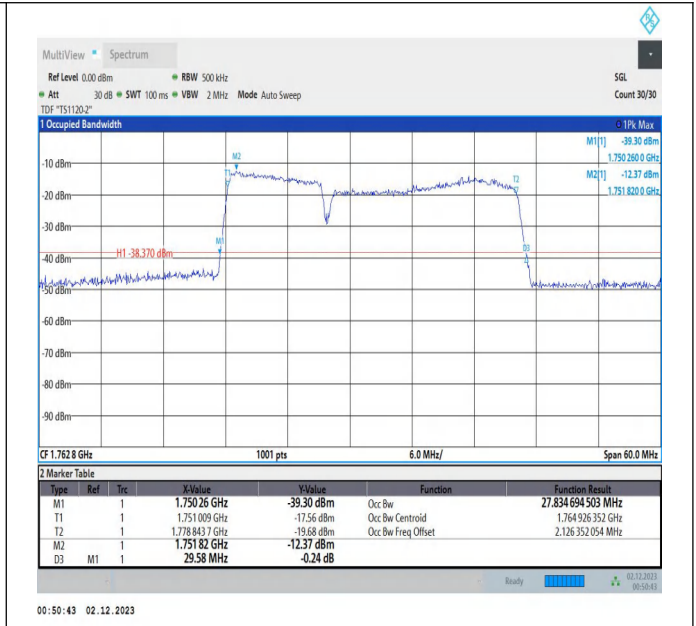 R S
MultiView Spectrum
Ref Level 0.00 dBm RBW 500 kHz SGL
Att 30 dB SWT 100 ms VBW 2 MHz Mode Auto Sweep Count 30/30
TDF "TS1120-2"
1 Occupied Bandwidth 1Pk Max
M1[1] -39.30 dBm
1.750 260 0 GHz
M2[1] -12.37 dBm
1.751 820 0 GHz
-10 dBm
M2
T1
T2
-20 dBm
-30 dBm
M1
H1 -38.370 dBm
D3
-40 dBm
-50 dBm
-60 dBm
-70 dBm
-80 dBm
-90 dBm
CF 1.762 8 GHz 1001 pts 6.0 MHz/ Span 60.0 MHz
2 Marker Table
Type Ref Trc X-Value Y-Value Function Function Result
M1 1 1.750 26 GHz -39.30 dBm Occ Bw 27.834 694 503 MHz
T1 1 1.751 009 GHz -17.56 dBm Occ Bw Centroid 1.764 926 352 GHz
T2 1 1.778 843 7 GHz -19.68 dBm Occ Bw Freq Offset 2.126 352 054 MHz
M2 1 1.751 82 GHz -12.37 dBm
D3 M1 1 29.58 MHz -0.24 dB
Ready 02.12.2023
00:50:43
00:50:43 02.12.2023